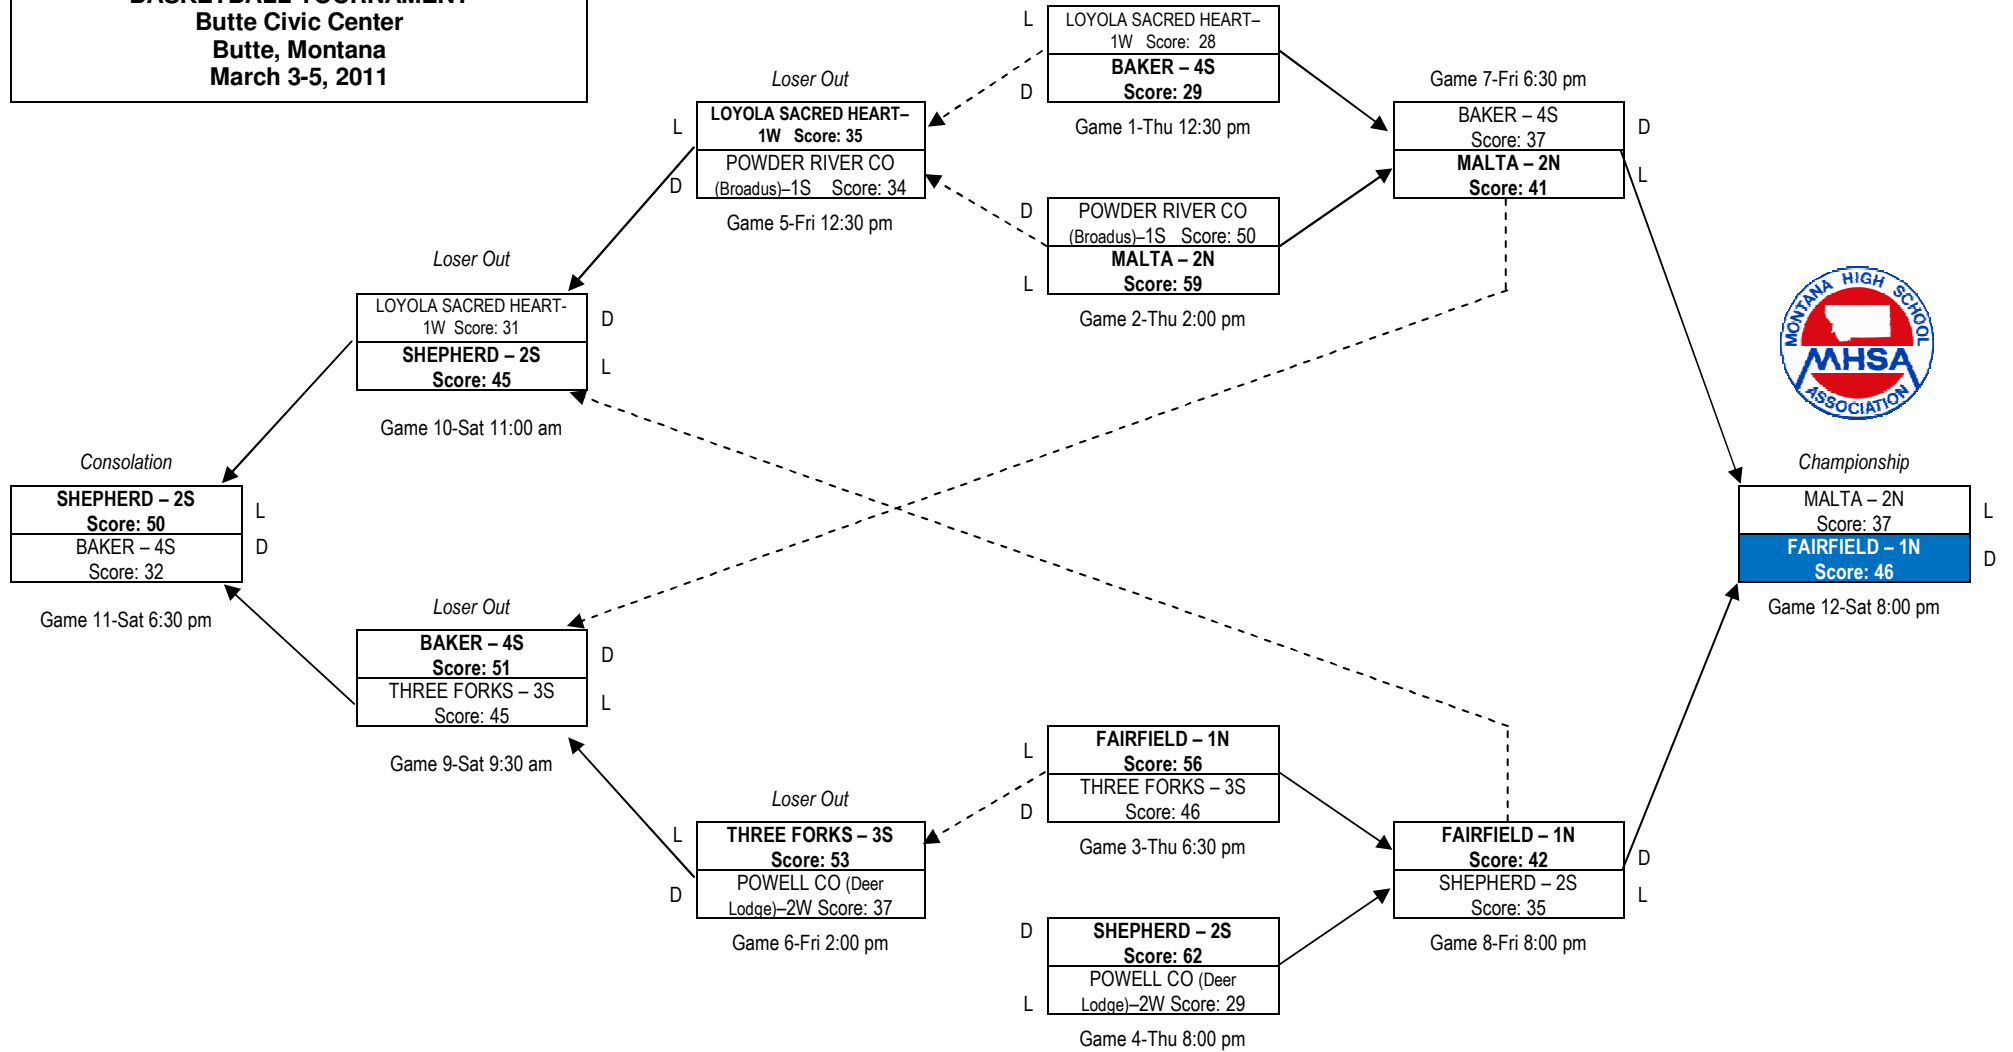 BASKETBALL TOURNAMENT
Butte Civic Center
Butte, Montana
March 3-5, 2011
L
LOYOLA SACRED HEART–
1W Score: 28
BAKER – 4S
D
Score: 29
Game 1-Thu 12:30 pm
D
POWDER RIVER CO
(Broadus)–1S Score: 50
MALTA – 2N
L
Score: 59
Game 2-Thu 2:00 pm
Loser Out
L
LOYOLA SACRED HEART–
1W Score: 35
POWDER RIVER CO
D
(Broadus)–1S Score: 34
Game 5-Fri 12:30 pm
Game 7-Fri 6:30 pm
BAKER – 4S
D
Score: 37
MALTA – 2N
L
Score: 41
Loser Out
LOYOLA SACRED HEART-
D
1W Score: 31
SHEPHERD – 2S
L
Score: 45
Game 10-Sat 11:00 am
MONTANA HIGH SCHOOL
MHSA
ASSOCIATION
Consolation
SHEPHERD – 2S
L
Score: 50
BAKER – 4S
D
Score: 32
Game 11-Sat 6:30 pm
Championship
MALTA – 2N
L
Score: 37
FAIRFIELD – 1N
D
Score: 46
Game 12-Sat 8:00 pm
Loser Out
BAKER – 4S
D
Score: 51
THREE FORKS – 3S
L
Score: 45
Game 9-Sat 9:30 am
L
FAIRFIELD – 1N
Score: 56
THREE FORKS – 3S
D
Score: 46
Game 3-Thu 6:30 pm
Loser Out
L
THREE FORKS – 3S
Score: 53
POWELL CO (Deer
D
Lodge)–2W Score: 37
Game 6-Fri 2:00 pm
FAIRFIELD – 1N
Score: 42
D
SHEPHERD – 2S
L
Score: 35
Game 8-Fri 8:00 pm
D
SHEPHERD – 2S
Score: 62
POWELL CO (Deer
L
Lodge)–2W Score: 29
Game 4-Thu 8:00 pm